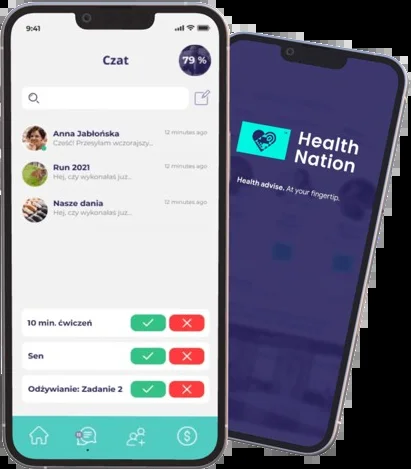 9:41
Czat
79 %
Anna Jabłońska
12 minutes ago
Cześć! Przesyłam wczorajszy...
Run 2021
12 minutes ago
Hej, czy wykonałaś już...
Nasze dania
12 minutes ago
Hej, czy wykonałaś już...
10 min. ćwiczeń
Sen
Odżywianie: Zadanie 2
Health
Nation
Health advise. At your fingertip.